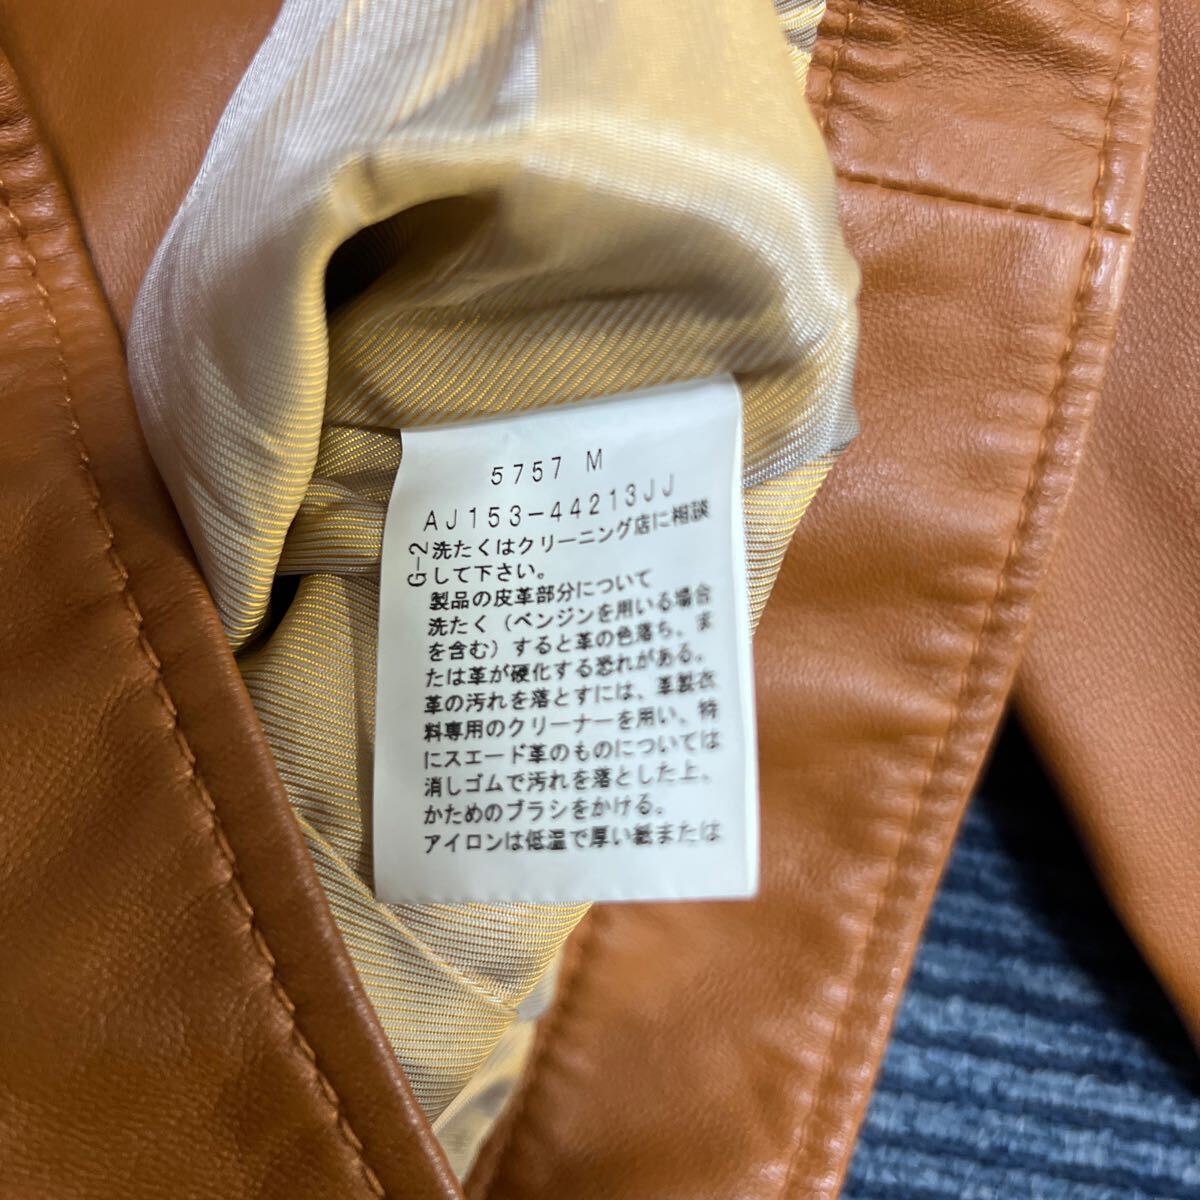 5757 M
AJ153-44213JJ
G-2
洗たくはクリーニング店に相談
して下さい。
製品の皮革部分について
洗たく（ベンジンを用いる場合
を含む）すると革の色落ち、ま
たは革が硬化する恐れがある。
革の汚れを落とすには、革製衣
料専用のクリーナーを用い、特
にスエード革のものについては
消しゴムで汚れを落とした上、
かためのブラシをかける。
アイロンは低温で厚い紙または